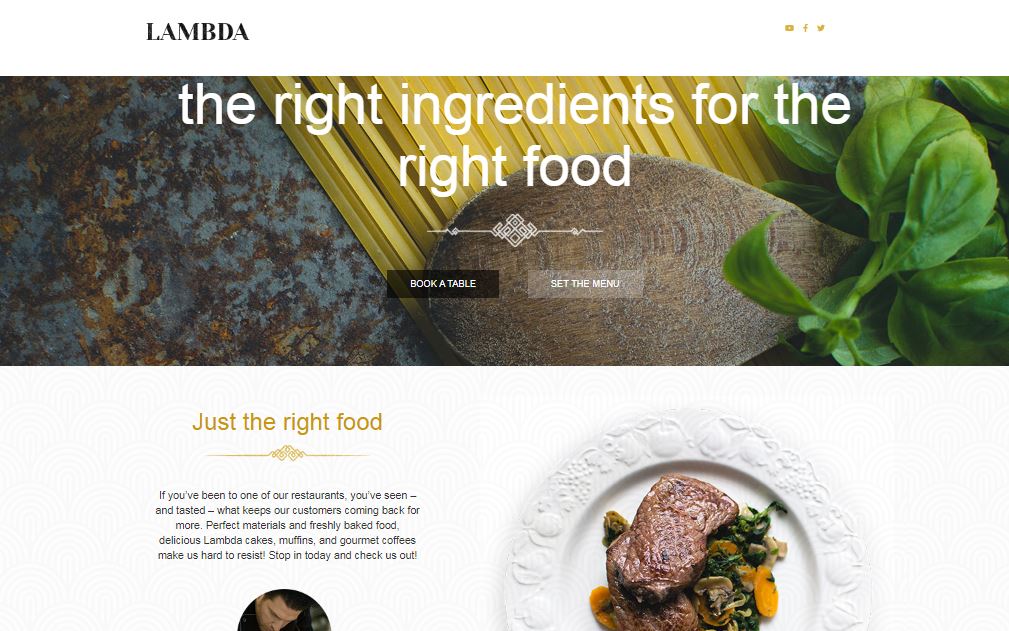 LAMBDA
the right ingredients for the
right food
BOOK A TABLE
SET THE MENU
Just the right food
If you've been to one of our restaurants, you've seen –
and tasted – what keeps our customers coming back for
more. Perfect materials and freshly baked food,
delicious Lambda cakes, muffins, and gourmet coffees
make us hard to resist! Stop in today and check us out!